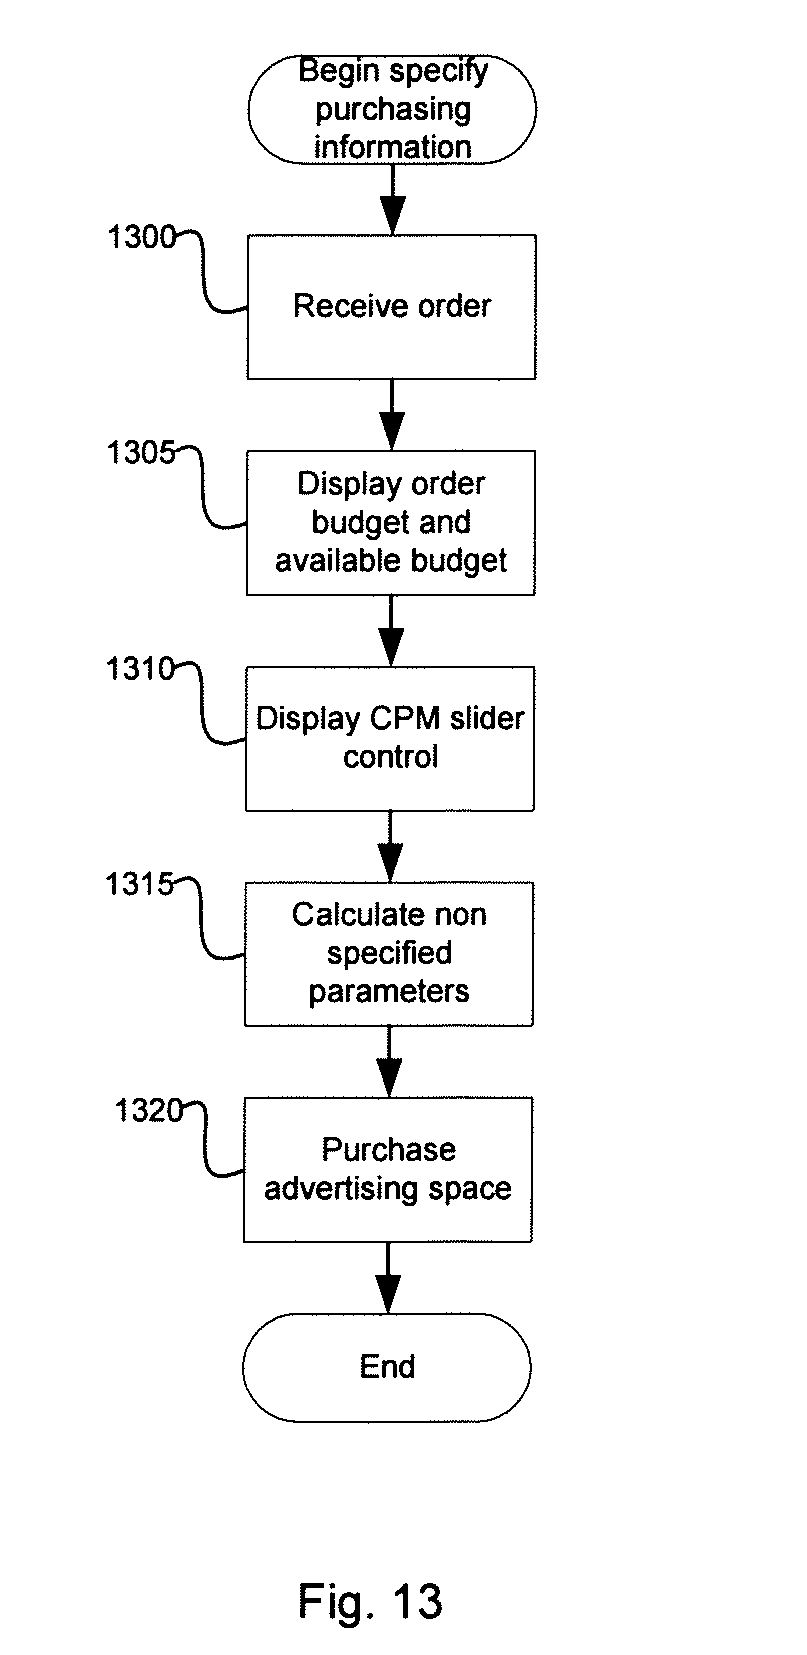 Begin specify
purchasing
information
1300
Receive order
1305
Display order
budget and
available budget
1310
Display CPM slider
control
1315
Calculate non
specified
parameters
1320
Purchase
advertising space
End
Fig. 13